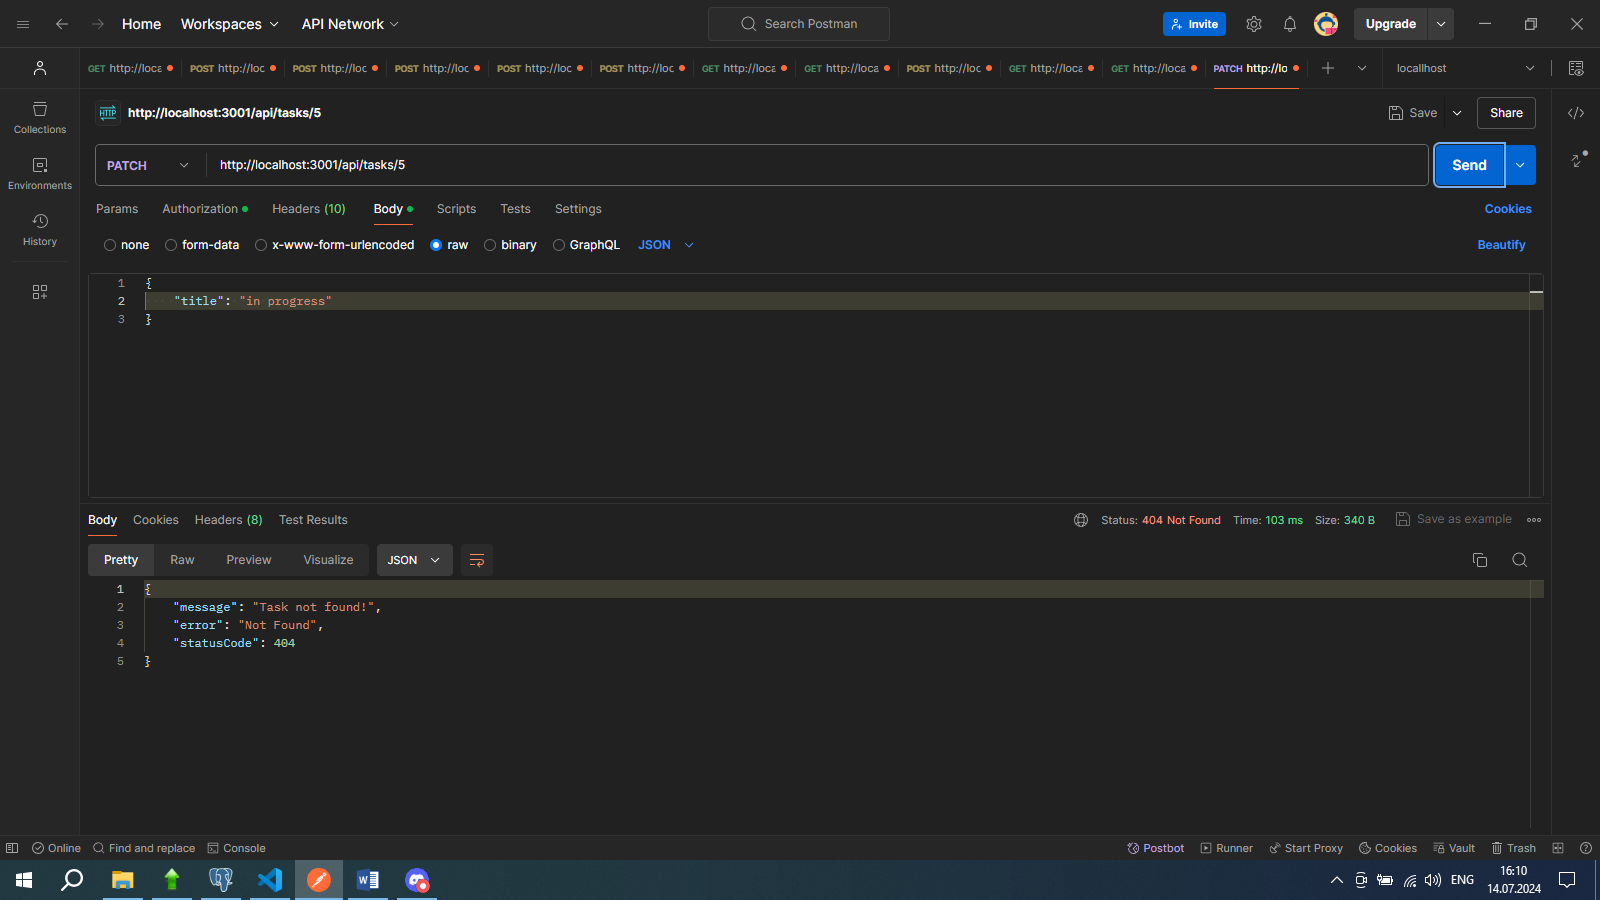 Home Workspaces API Network Search Postman Invite Upgrade
GET http://loca POST http://loc POST http://loc POST http://loc POST http://loc POST http://loc GET http://loca GET http://loca POST http://loc GET http://loca GET http://loca PATCH http://lo localhost
HTTP http://localhost:3001/api/tasks/5 Save Share
Collections
PATCH http://localhost:3001/api/tasks/5 Send
Environments
Params Authorization Headers (10) Body Scripts Tests Settings Cookies
History
none form-data x-www-form-urlencoded raw binary GraphQL JSON Beautify
1 {
2 "title": "in progress"
3 }
Body Cookies Headers (8) Test Results Status: 404 Not Found Time: 103 ms Size: 340 B Save as example
Pretty Raw Preview Visualize JSON
1 {
2 "message": "Task not found!",
3 "error": "Not Found",
4 "statusCode": 404
5 }
Online Find and replace Console Postbot Runner Start Proxy Cookies Vault Trash
ENG 16:10
14.07.2024